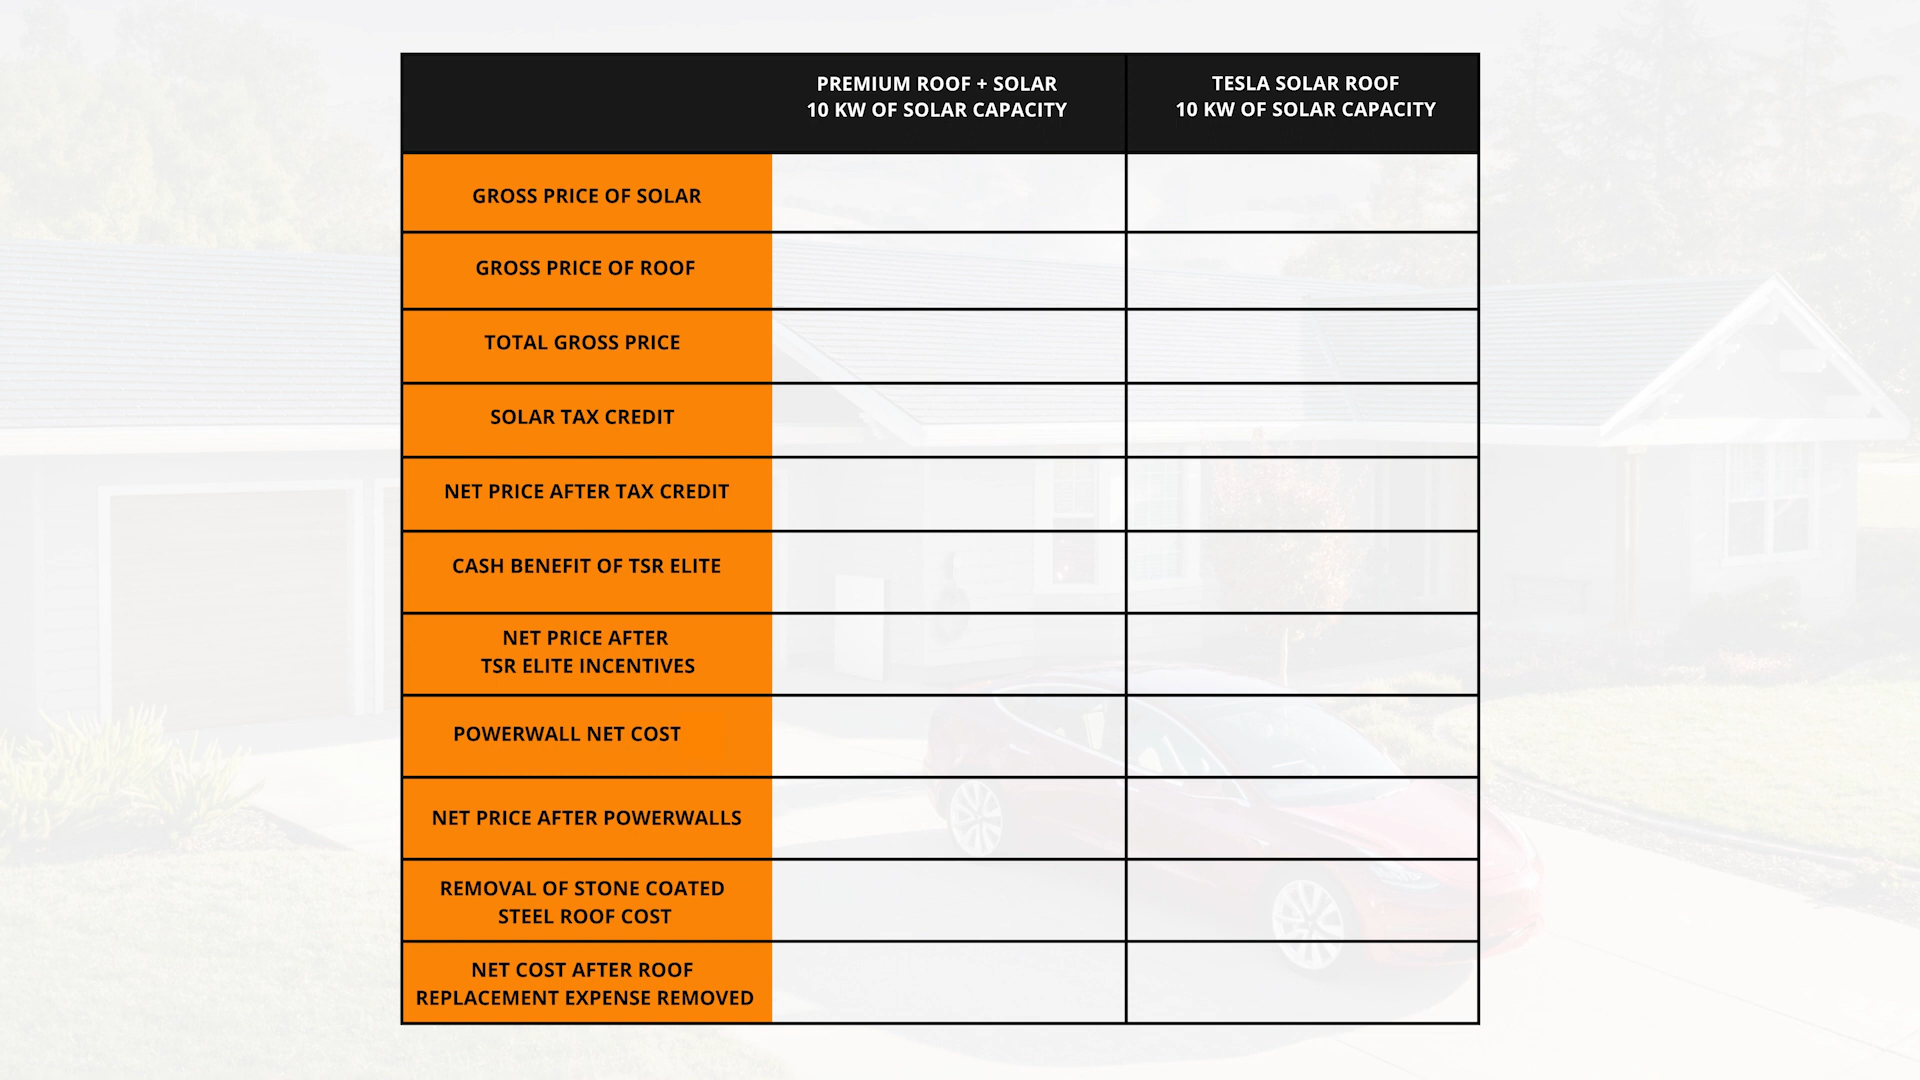 PREMIUM ROOF + SOLAR
10 KW OF SOLAR CAPACITY
TESLA SOLAR ROOF
10 KW OF SOLAR CAPACITY
GROSS PRICE OF SOLAR
GROSS PRICE OF ROOF
TOTAL GROSS PRICE
SOLAR TAX CREDIT
NET PRICE AFTER TAX CREDIT
CASH BENEFIT OF TSR ELITE
NET PRICE AFTER
TSR ELITE INCENTIVES
POWERWALL NET COST
NET PRICE AFTER POWERWALLS
REMOVAL OF STONE COATED
STEEL ROOF COST
NET COST AFTER ROOF
REPLACEMENT EXPENSE REMOVED